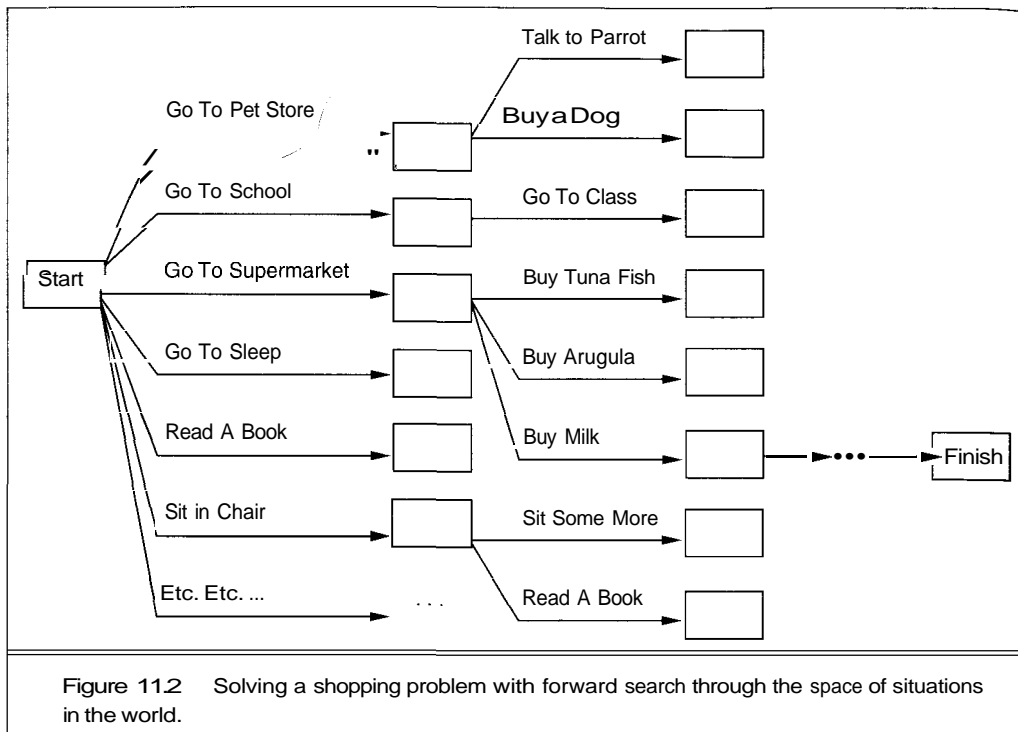 Talk to Parrot
Go To Pet Store
BuyaDog
Go To School
Go To Class
Start
Go To Supermarket
Buy Tuna Fish
Go To Sleep
Buy Arugula
Read A Book
Buy Milk
Finish
Sit in Chair
Sit Some More
Etc. Etc. ...
. . .
Read A Book
Figure 11.2 Solving a shopping problem with forward search through the space of situations
in the world.